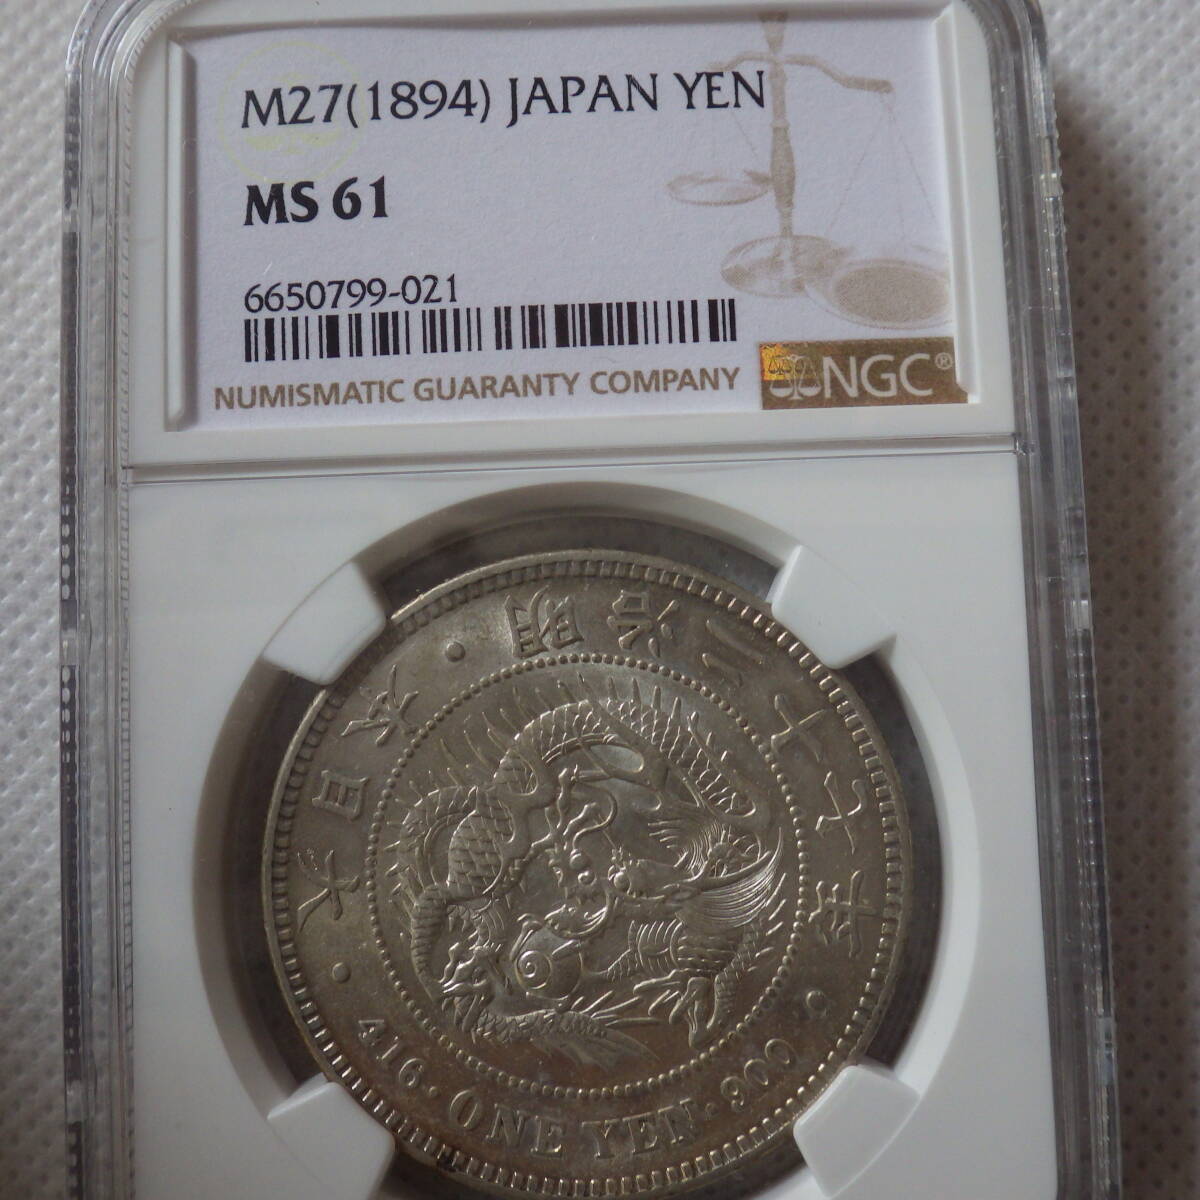 M27(1894) JAPAN YEN
MS 61
6650799-021
NUMISMATIC GUARANTY COMPANY
NGC®
大日本・明治二十七年
416・ONE YEN・900